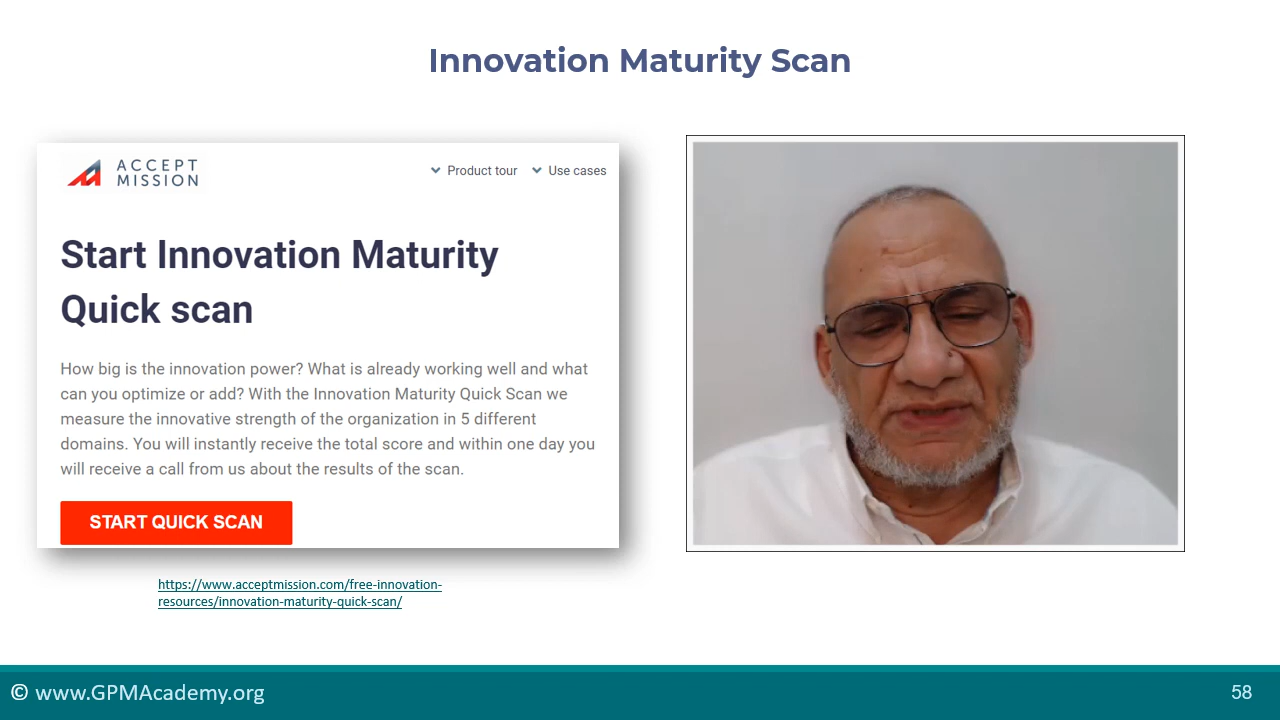 Innovation Maturity Scan
ACCEPT
MISSION
Product tour
Use cases
Start Innovation Maturity
Quick scan
How big is the innovation power? What is already working well and what
can you optimize or add? With the Innovation Maturity Quick Scan we
measure the innovative strength of the organization in 5 different
domains. You will instantly receive the total score and within one day you
will receive a call from us about the results of the scan.
START QUICK SCAN
https://www.acceptmission.com/free-innovation-
resources/innovation-maturity-quick-scan/
© www.GPMAcademy.org
58